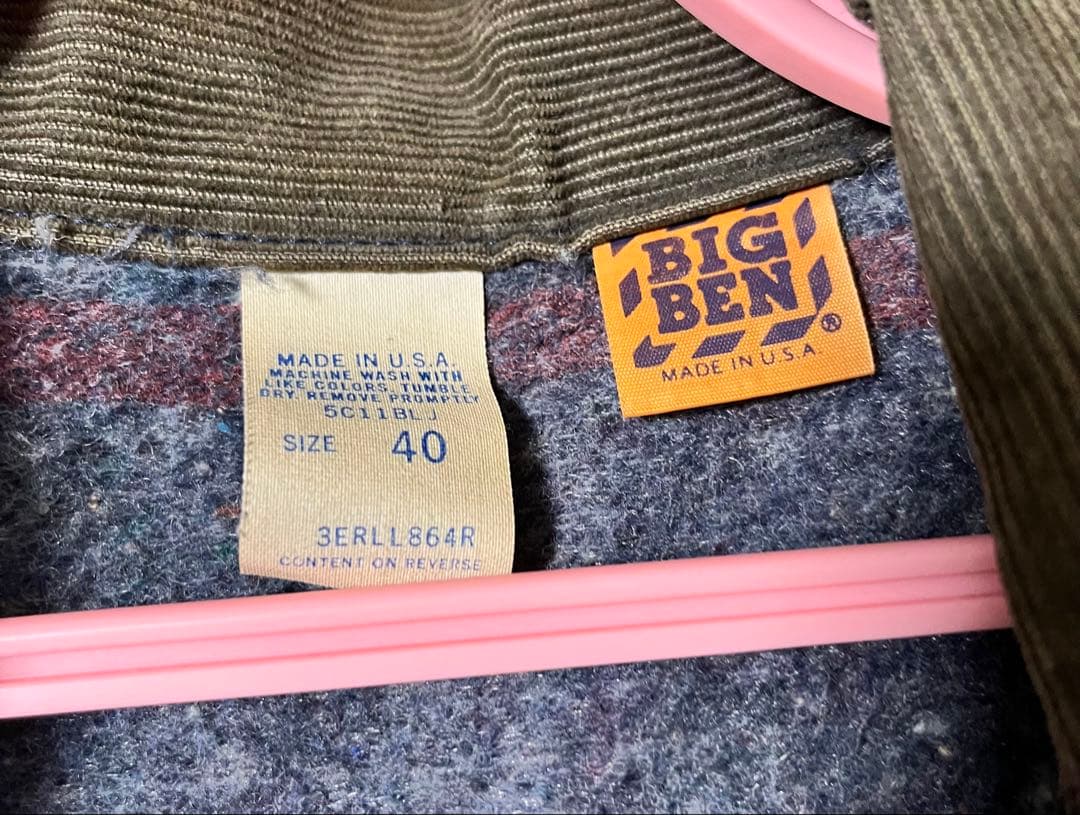 MADE IN U.S.A.
MACHINE WASH WITH
LIKE COLORS. TUMBLE
DRY. REMOVE PROMPTLY
5C11BLJ
SIZE 40
3ERLL864R
CONTENT ON REVERSE
BIG
BEN
®
MADE IN U.S.A.